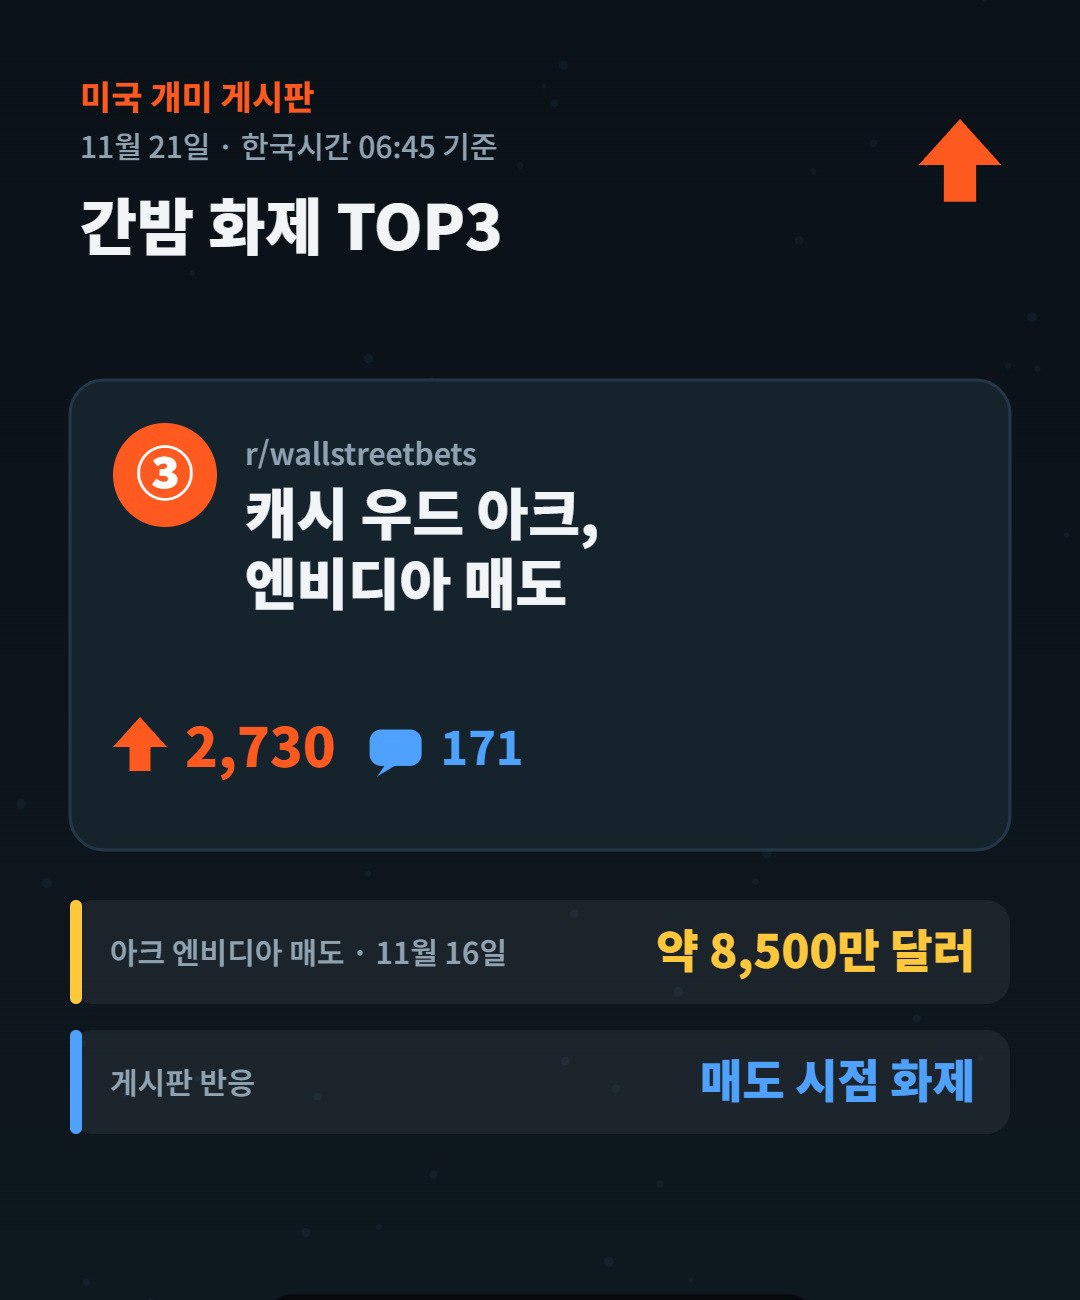 미국 개미 게시판
11월 21일 · 한국시간 06:45 기준
간밤 화제 TOP3
③
r/wallstreetbets
캐시 우드 아크,
엔비디아 매도
2,730 171
아크 엔비디아 매도 · 11월 16일 약 8,500만 달러
게시판 반응 매도 시점 화제